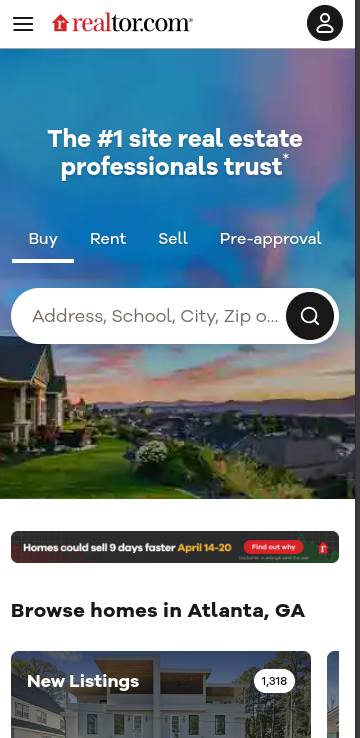 realtor.com®
The #1 site real estate
professionals trust*
Buy Rent Sell Pre-approval
Address, School, City, Zip o...
Homes could sell 9 days faster April 14-20 Find out why
Browse homes in Atlanta, GA
New Listings 1,318